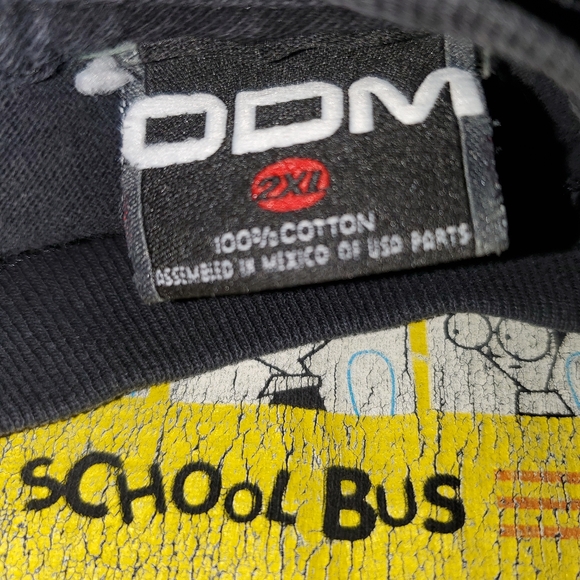 ODM
2XL
100% COTTON
ASSEMBLED IN MEXICO OF USA PARTS
SCHOOL BUS